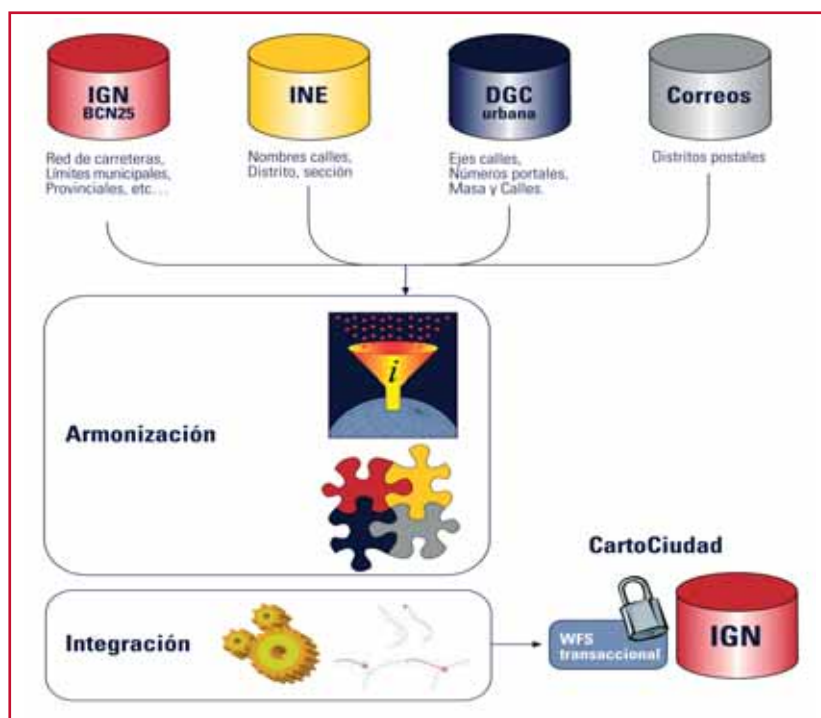 IGN
BCN25
INE
DGC
urbana
Correos
Red de carreteras,
Límites municipales,
Provinciales, etc…
Nombres calles,
Distrito, sección
Ejes calles,
Números portales,
Masa y Calles.
Distritos postales
i
Armonización
CartoCiudad
Integración
WFS
transaccional
IGN